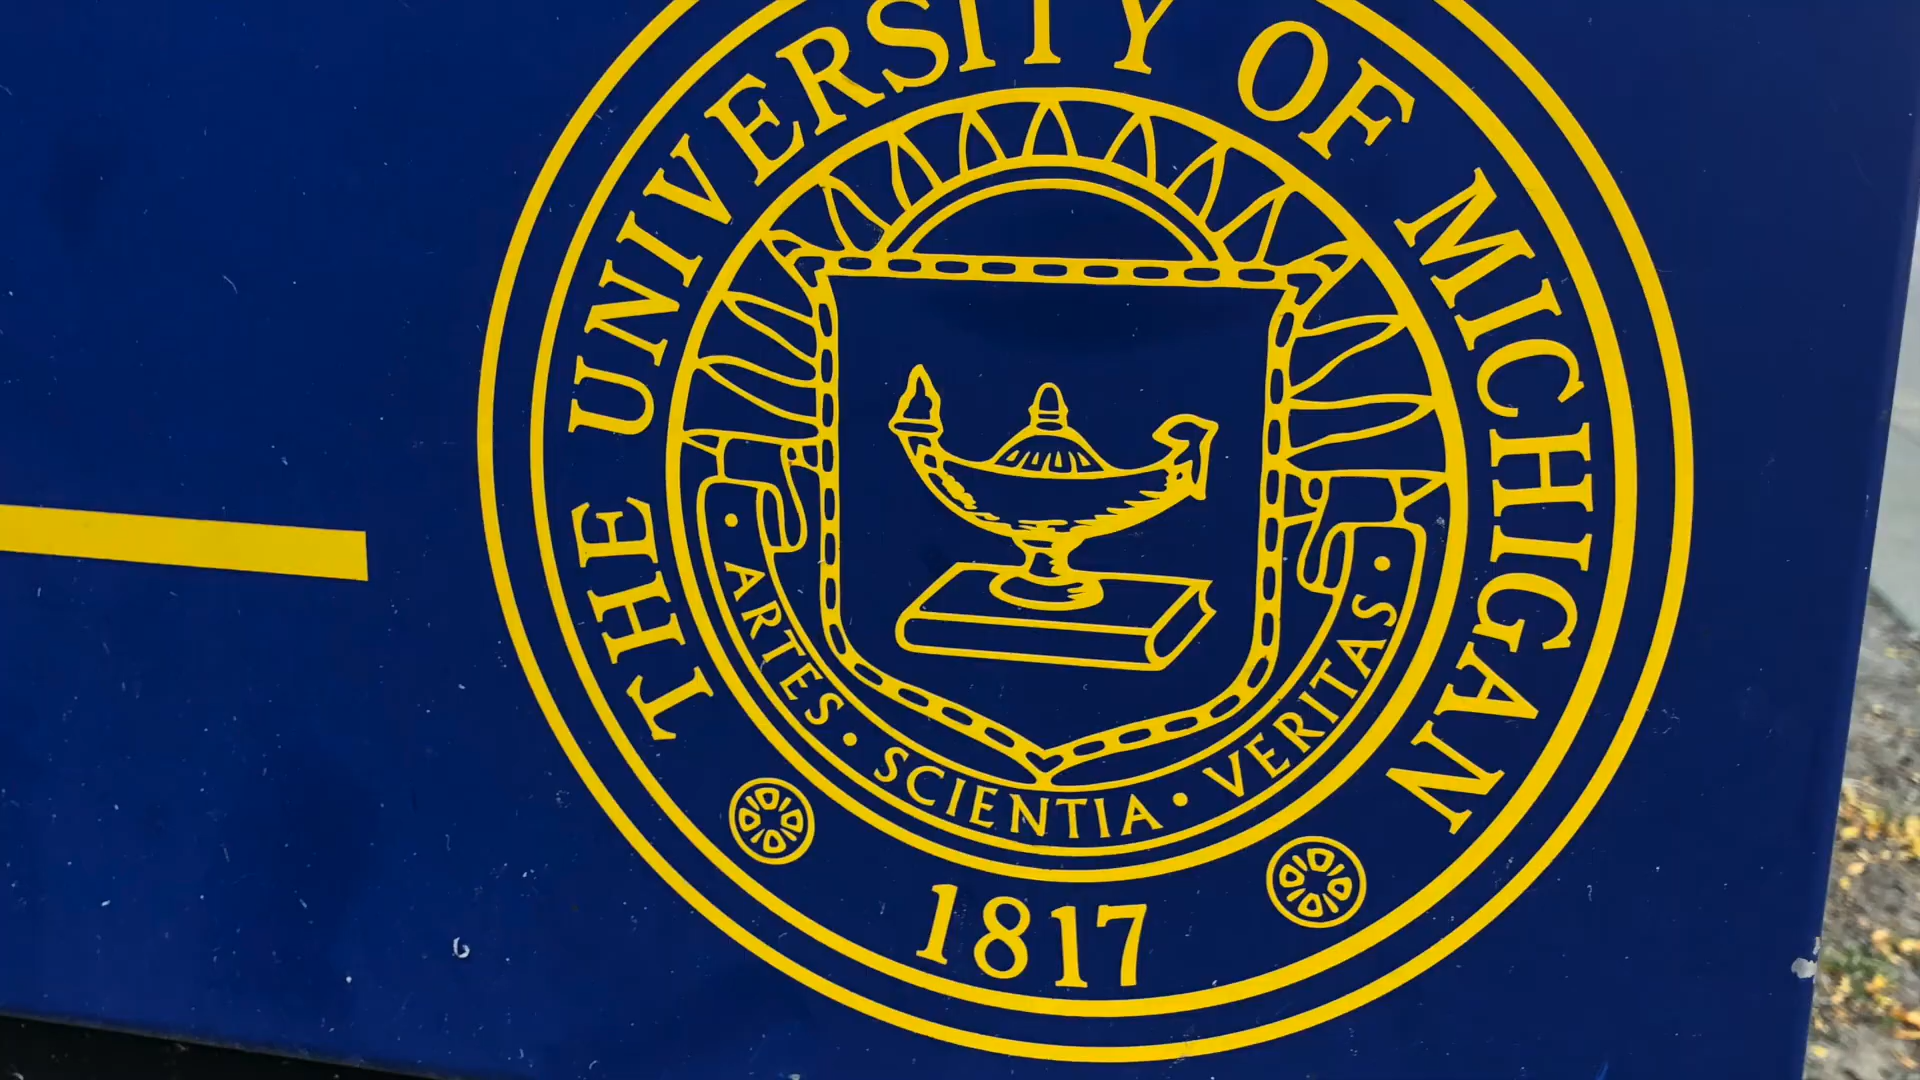 THE UNIVERSITY OF MICHIGAN
ARTES · SCIENTIA · VERITAS
1817